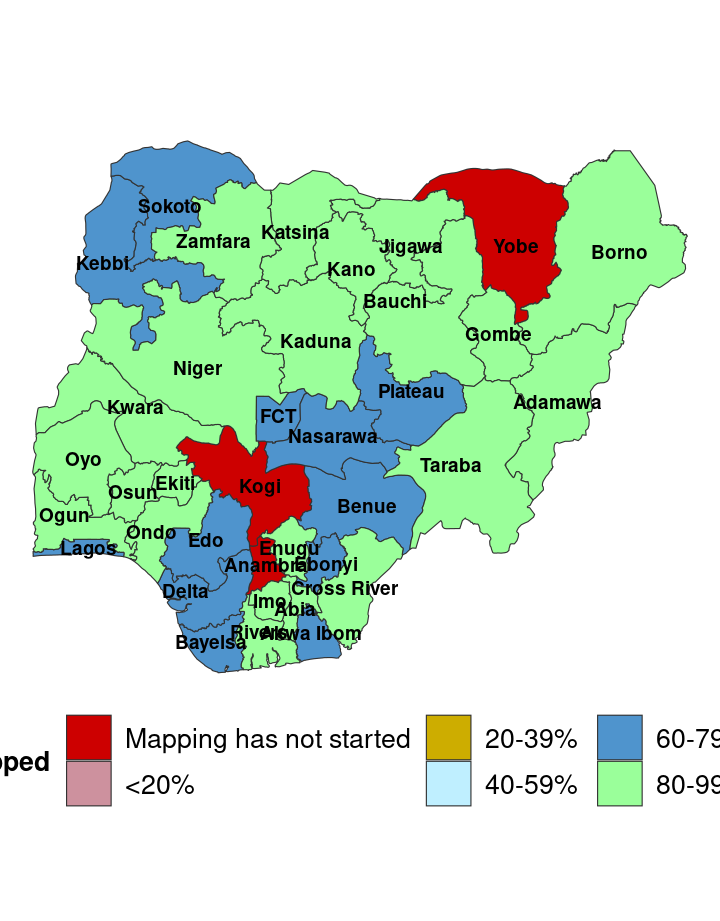 Sokoto
Katsina
Zamfara
Jigawa
Yobe
Borno
Kebbi
Kano
Bauchi
Gombe
Kaduna
Niger
Plateau
Adamawa
Kwara
FCT
Nasarawa
Oyo
Taraba
Ekiti
Kogi
Osun
Benue
Ogun
Ondo
Edo
Lagos
Enugu
Anambra
Ebonyi
Delta
Cross River
Imo
Abia
Rivers
Akwa Ibom
Bayelsa
pped
Mapping has not started
<20%
20-39%
40-59%
60-79
80-99